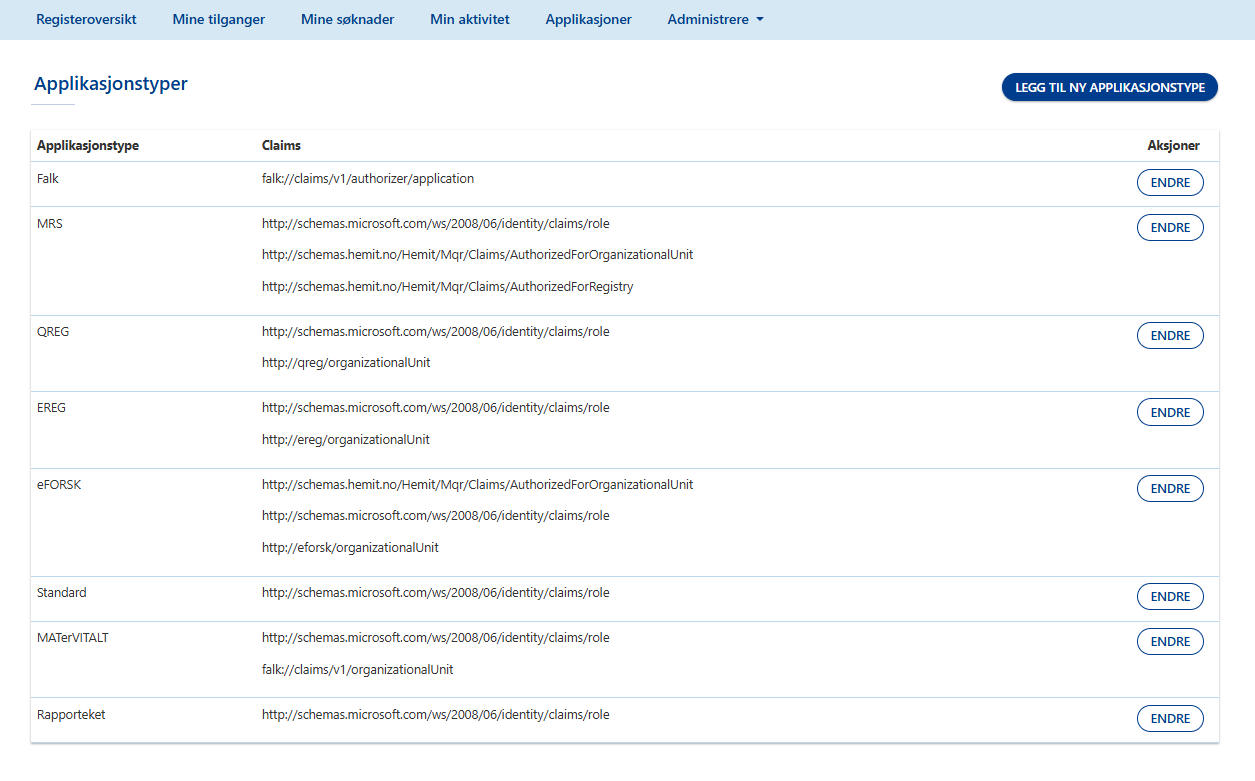 Registeroversikt Mine tilganger Mine søknader Min aktivitet Applikasjoner Administrere
Applikasjonstyper
LEGG TIL NY APPLIKASJONSTYPE
Applikasjonstype Claims Aksjoner
Falk falk://claims/v1/authorizer/application ENDRE
MRS http://schemas.microsoft.com/ws/2008/06/identity/claims/role ENDRE
http://schemas.hemit.no/Hemit/Mqr/Claims/AuthorizedForOrganizationalUnit
http://schemas.hemit.no/Hemit/Mqr/Claims/AuthorizedForRegistry
QREG http://schemas.microsoft.com/ws/2008/06/identity/claims/role ENDRE
http://qreg/organizationalUnit
EREG http://schemas.microsoft.com/ws/2008/06/identity/claims/role ENDRE
http://ereg/organizationalUnit
eFORSK http://schemas.hemit.no/Hemit/Mqr/Claims/AuthorizedForOrganizationalUnit ENDRE
http://schemas.microsoft.com/ws/2008/06/identity/claims/role
http://eforsk/organizationalUnit
Standard http://schemas.microsoft.com/ws/2008/06/identity/claims/role ENDRE
MATerVITALT http://schemas.microsoft.com/ws/2008/06/identity/claims/role ENDRE
falk://claims/v1/organizationalUnit
Rapporteket http://schemas.microsoft.com/ws/2008/06/identity/claims/role ENDRE